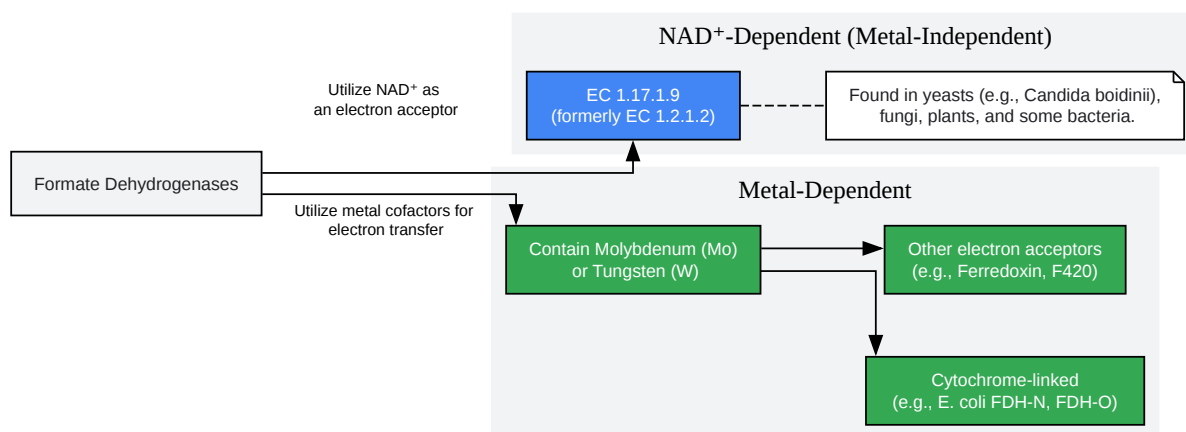 NAD⁺-Dependent (Metal-Independent)
Utilize NAD⁺ as
an electron acceptor
EC 1.17.1.9
(formerly EC 1.2.1.2)
Found in yeasts (e.g., Candida boidinii),
fungi, plants, and some bacteria.
Formate Dehydrogenases
Metal-Dependent
Utilize metal cofactors for
electron transfer
Contain Molybdenum (Mo)
or Tungsten (W)
Other electron acceptors
(e.g., Ferredoxin, F420)
Cytochrome-linked
(e.g., E. coli FDH-N, FDH-O)